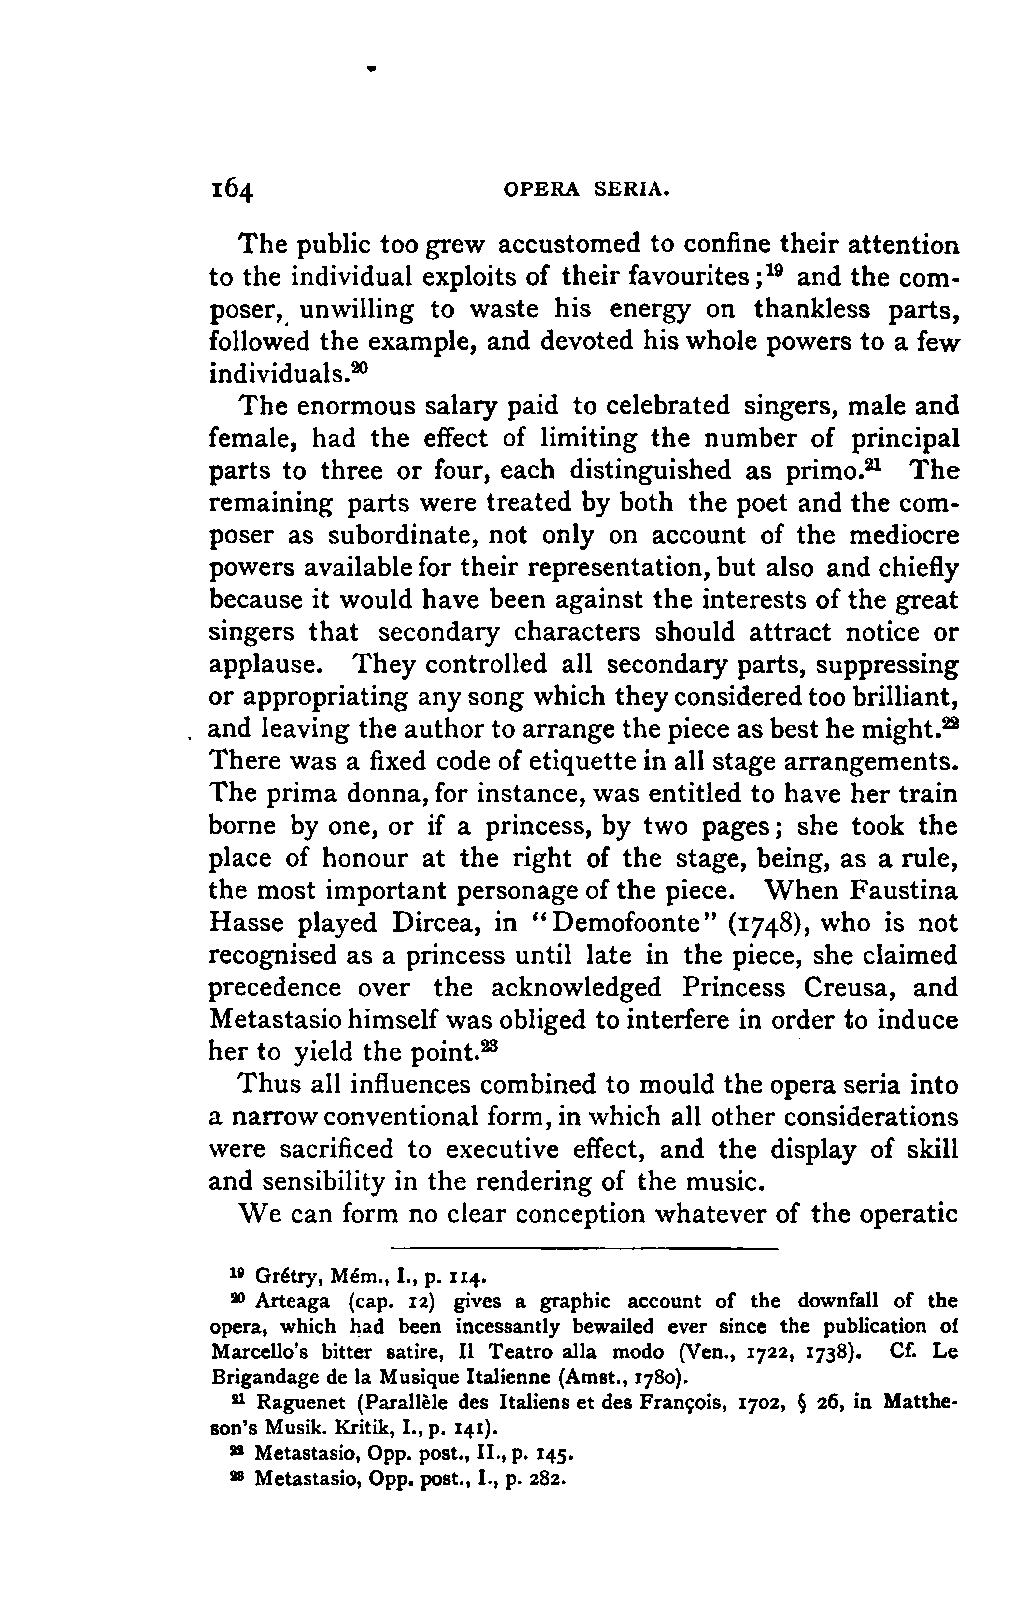 164 OPERA SERIA.
The public too grew accustomed to confine their attention
to the individual exploits of their favourites;¹⁹ and the com-
poser, unwilling to waste his energy on thankless parts,
followed the example, and devoted his whole powers to a few
individuals.²⁰
The enormous salary paid to celebrated singers, male and
female, had the effect of limiting the number of principal
parts to three or four, each distinguished as primo.²¹ The
remaining parts were treated by both the poet and the com-
poser as subordinate, not only on account of the mediocre
powers available for their representation, but also and chiefly
because it would have been against the interests of the great
singers that secondary characters should attract notice or
applause. They controlled all secondary parts, suppressing
or appropriating any song which they considered too brilliant,
and leaving the author to arrange the piece as best he might.²²
There was a fixed code of etiquette in all stage arrangements.
The prima donna, for instance, was entitled to have her train
borne by one, or if a princess, by two pages; she took the
place of honour at the right of the stage, being, as a rule,
the most important personage of the piece. When Faustina
Hasse played Dircea, in "Demofoonte" (1748), who is not
recognised as a princess until late in the piece, she claimed
precedence over the acknowledged Princess Creusa, and
Metastasio himself was obliged to interfere in order to induce
her to yield the point.²³
Thus all influences combined to mould the opera seria into
a narrow conventional form, in which all other considerations
were sacrificed to executive effect, and the display of skill
and sensibility in the rendering of the music.
We can form no clear conception whatever of the operatic
¹⁹ Grétry, Mém., I., p. 114.
²⁰ Arteaga (cap. 12) gives a graphic account of the downfall of the
opera, which had been incessantly bewailed ever since the publication of
Marcello's bitter satire, Il Teatro alla modo (Ven., 1722, 1738). Cf. Le
Brigandage de la Musique Italienne (Amst., 1780).
²¹ Raguenet (Parallèle des Italiens et des François, 1702, § 26, in Matthe-
son's Musik. Kritik, I., p. 141).
²² Metastasio, Opp. post., II., p. 145.
²³ Metastasio, Opp. post., I., p. 282.